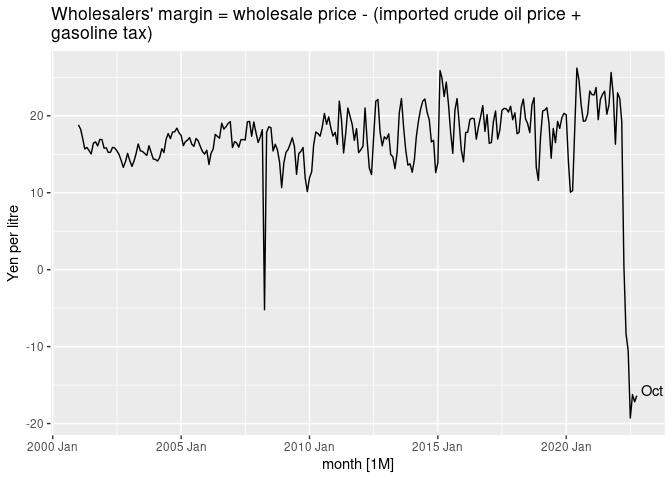 Wholesalers' margin = wholesale price - (imported crude oil price +
gasoline tax)
Yen per litre
20
10
0
-10
-20
Oct
2000 Jan
2005 Jan
2010 Jan
2015 Jan
2020 Jan
month [1M]